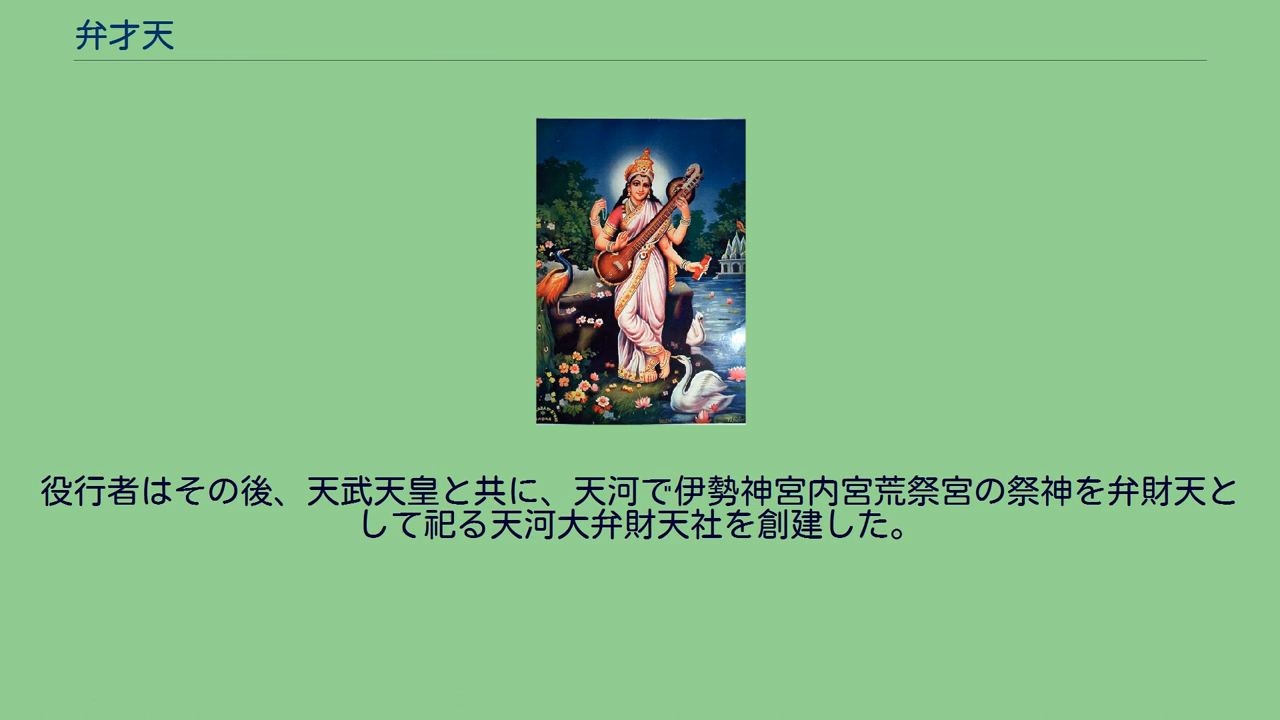 弁才天
役行者はその後、天武天皇と共に、天河で伊勢神宮内宮荒祭宮の祭神を弁財天と
して祀る天河大弁財天社を創建した。